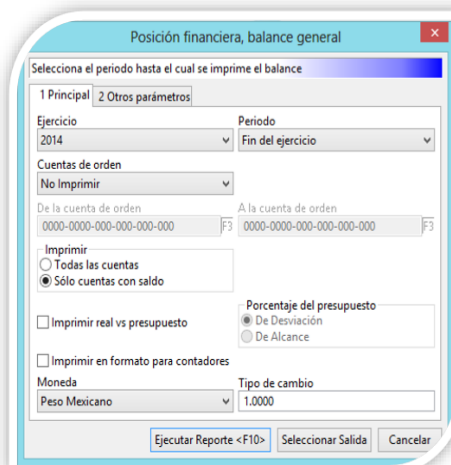 Posición financiera, balance general
x
Selecciona el periodo hasta el cual se imprime el balance
1 Principal 2 Otros parámetros
Ejercicio Periodo
2014 Fin del ejercicio
Cuentas de orden
No Imprimir
De la cuenta de orden A la cuenta de orden
0000-0000-000-000-000-000 F3 0000-0000-000-000-000-000 F3
Imprimir
Todas las cuentas
Sólo cuentas con saldo
Porcentaje del presupuesto
Imprimir real vs presupuesto De Desviación
De Alcance
Imprimir en formato para contadores
Moneda Tipo de cambio
Peso Mexicano 1.0000
Ejecutar Reporte <F10> Seleccionar Salida Cancelar